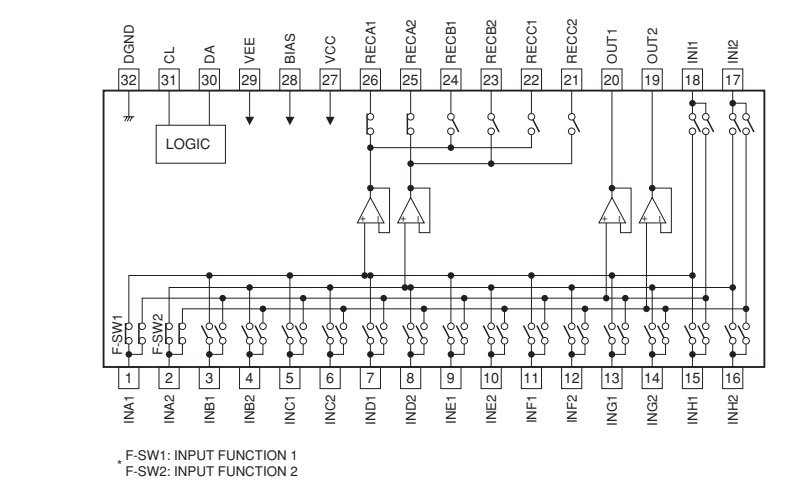 DGND CL DA VEE BIAS VCC RECA1 RECA2 RECB1 RECB2 RECC1 RECC2 OUT1 OUT2 INI1 INI2
32 31 30 29 28 27 26 25 24 23 22 21 20 19 18 17
LOGIC
+ - + - + - + -
F-SW1 F-SW2
1 2 3 4 5 6 7 8 9 10 11 12 13 14 15 16
INA1 INA2 INB1 INB2 INC1 INC2 IND1 IND2 INE1 INE2 INF1 INF2 ING1 ING2 INH1 INH2
* F-SW1: INPUT FUNCTION 1
F-SW2: INPUT FUNCTION 2